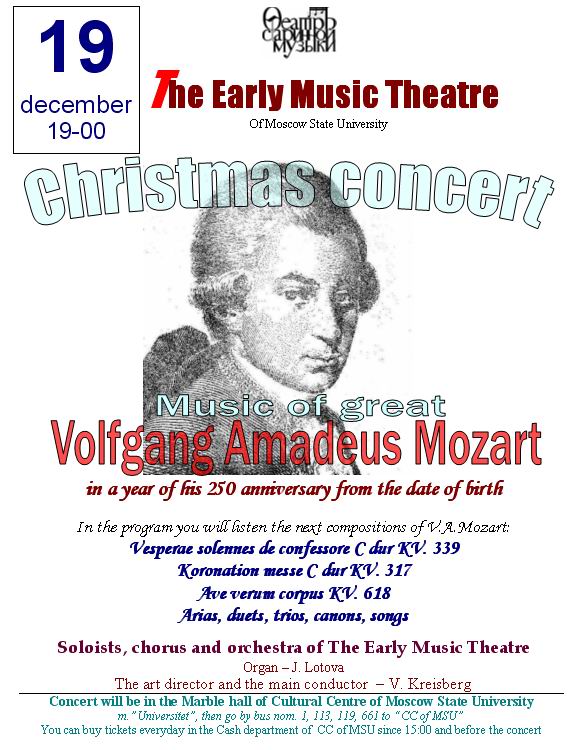 Ѳеатръ
старинной
музыки
19
december
19-00
The Early Music Theatre
Of Moscow State University
Christmas concert
Music of great
Volfgang Amadeus Mozart
in a year of his 250 anniversary from the date of birth
In the program you will listen the next compositions of V.A.Mozart:
Vesperae solennes de confessore C dur KV. 339
Koronation messe C dur KV. 317
Ave verum corpus KV. 618
Arias, duets, trios, canons, songs
Soloists, chorus and orchestra of The Early Music Theatre
Organ – J. Lotova
The art director and the main conductor – V. Kreisberg
Concert will be in the Marble hall of Cultural Centre of Moscow State University
m."Universitet", then go by bus nom. 1, 113, 119, 661 to "CC of MSU"
You can buy tickets everyday in the Cash department of CC of MSU since 15:00 and before the concert